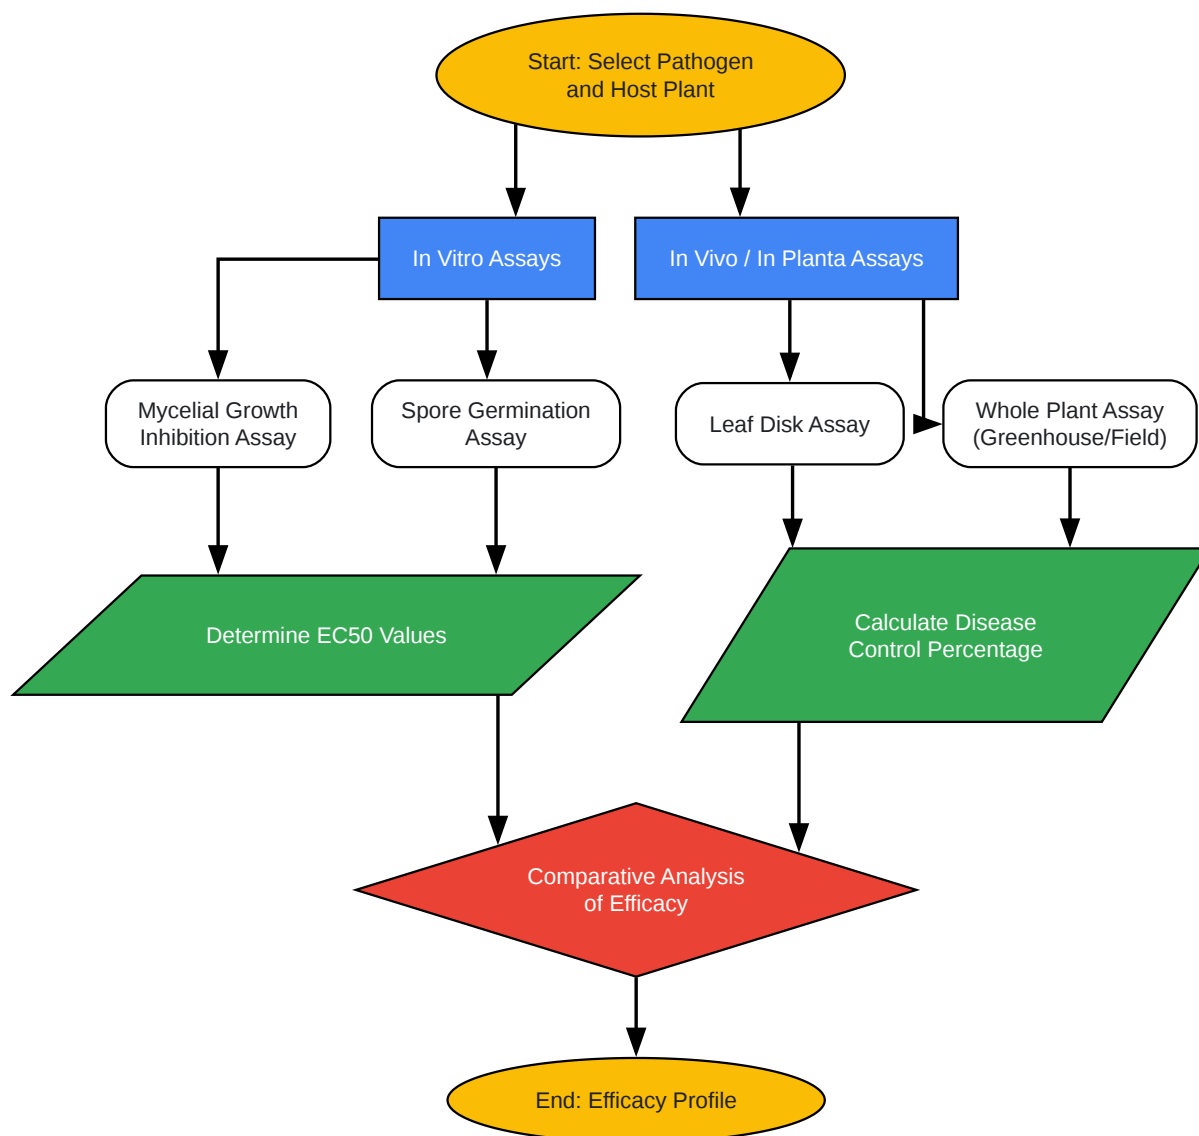 Start: Select Pathogen
and Host Plant
In Vitro Assays
In Vivo / In Planta Assays
Mycelial Growth
Inhibition Assay
Spore Germination
Assay
Leaf Disk Assay
Whole Plant Assay
(Greenhouse/Field)
Determine EC50 Values
Calculate Disease
Control Percentage
Comparative Analysis
of Efficacy
End: Efficacy Profile